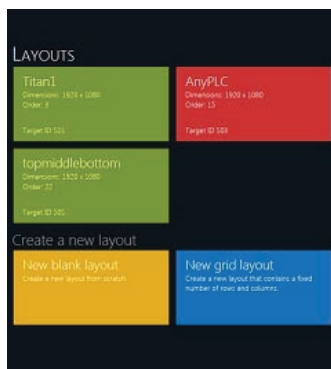 LAYOUTS
Titan1
Dimensions: 1920 x 1080
Order: 3
Target ID 501
AnyPLC
Dimensions: 1920 x 1080
Order: 15
Target ID 503
topmiddlebottom
Dimensions: 1920 x 1080
Order: 22
Target ID 501
Create a new layout
New blank layout
Create a new layout from scratch.
New grid layout
Create a new layout that contains a fixed
number of rows and columns.